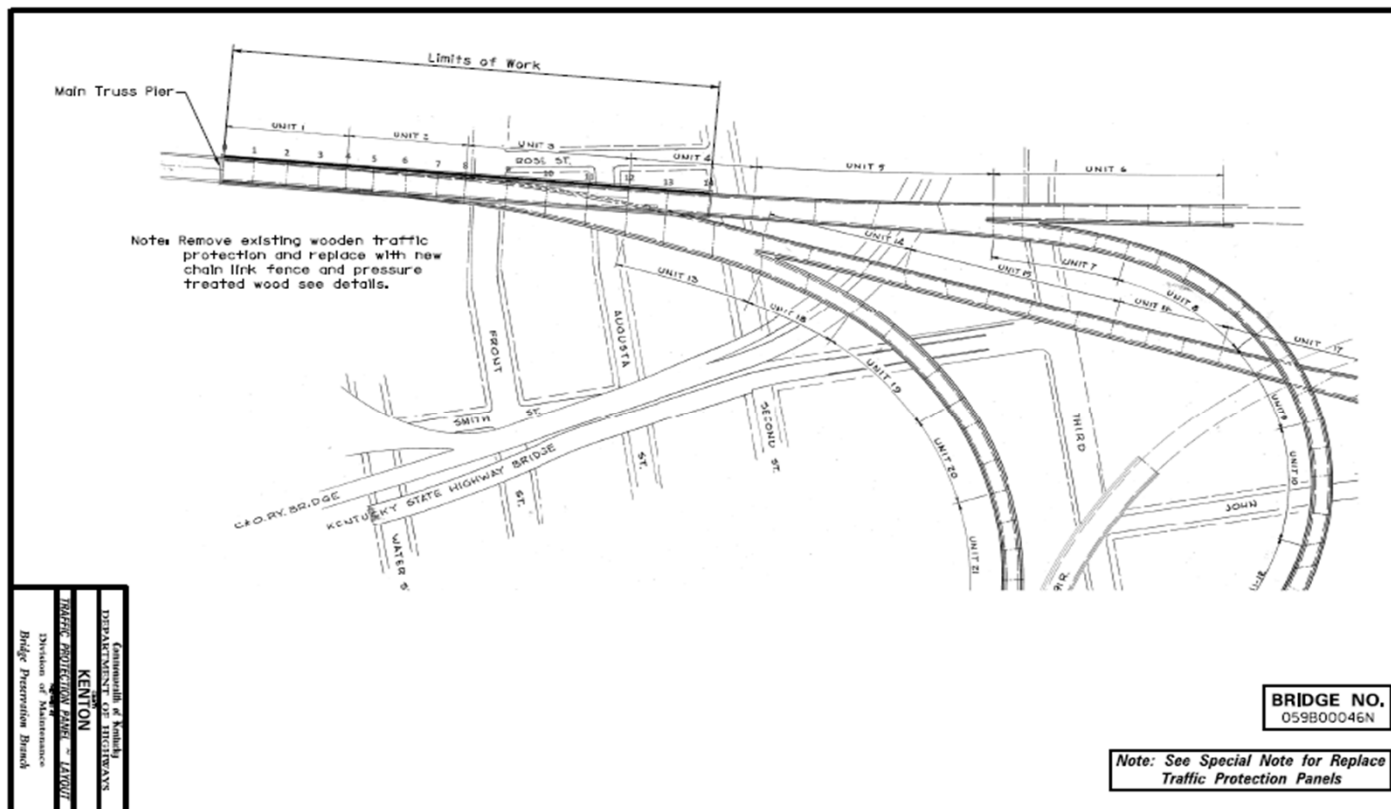 Limits of Work
Main Truss Pier
UNIT 1
UNIT 2
UNIT 3
UNIT 4
UNIT 5
UNIT 6
1
2
3
4
5
6
7
8
10
11
12
13
14
ROSE ST.
Note: Remove existing wooden traffic
protection and replace with new
chain link fence and pressure
treated wood see details.
UNIT 13
UNIT 14
UNIT 15
UNIT 16
UNIT 17
UNIT 7
UNIT 8
UNIT 9
UNIT 10
UNIT 18
UNIT 19
UNIT 20
UNIT 21
FRONT
ST.
AUGUSTA
ST.
SMITH ST.
SECOND ST.
THIRD
JOHN
C&O.RY. BRIDGE
KENTUCKY STATE HIGHWAY BRIDGE
WATER S
Commonwealth of Kentucky
DEPARTMENT OF HIGHWAYS
KENTON
TRAFFIC PROTECTION PANEL ~ LAYOUT
Division of Maintenance
Bridge Preservation Branch
BRIDGE NO.
059B00046N
Note: See Special Note for Replace
Traffic Protection Panels